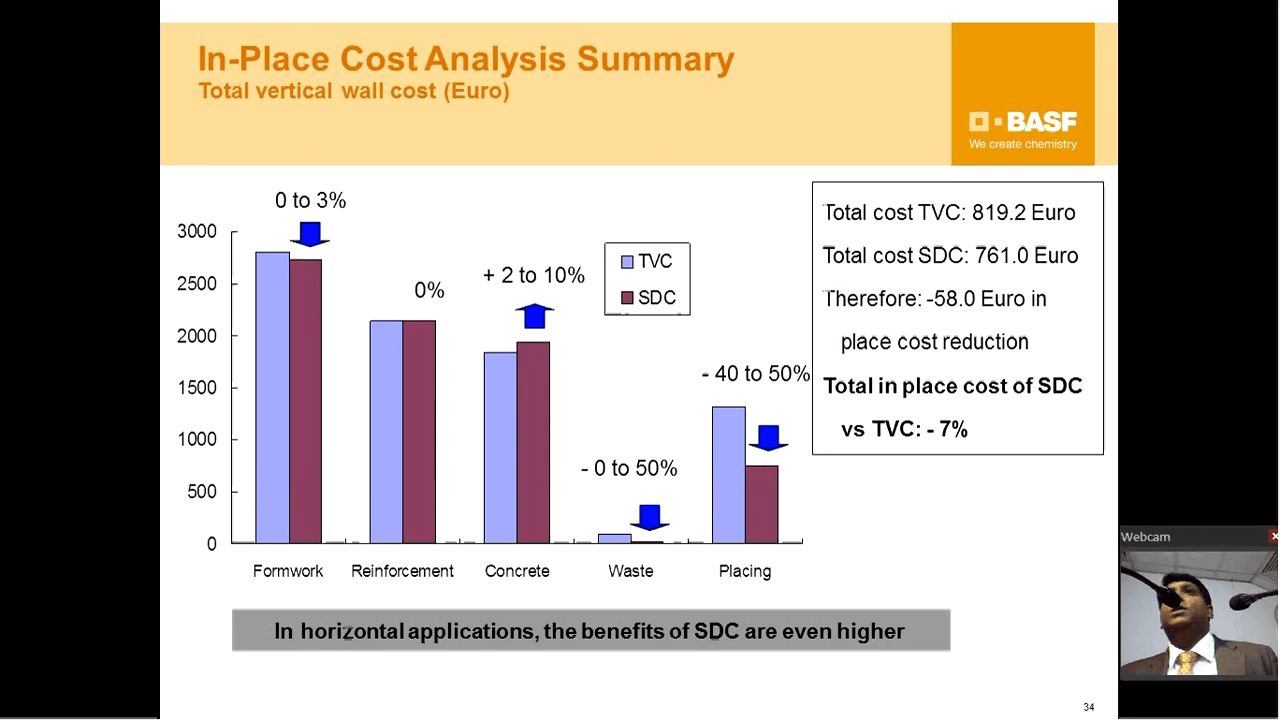 In-Place Cost Analysis Summary
Total vertical wall cost (Euro)
BASF
We create chemistry
0 to 3%
0%
+ 2 to 10%
- 0 to 50%
- 40 to 50%
3000
2500
2000
1500
1000
500
0
TVC
SDC
Formwork
Reinforcement
Concrete
Waste
Placing
Total cost TVC: 819.2 Euro
Total cost SDC: 761.0 Euro
Therefore: -58.0 Euro in
place cost reduction
Total in place cost of SDC
vs TVC: - 7%
In horizontal applications, the benefits of SDC are even higher
34
Webcam